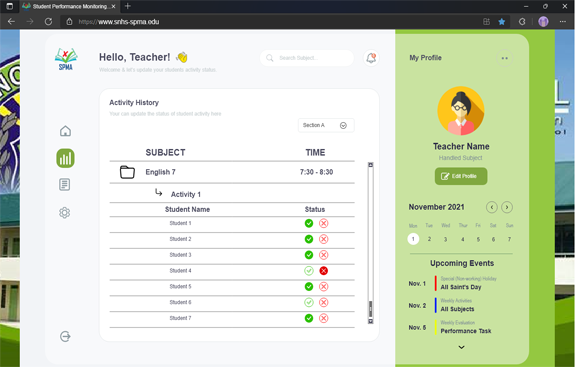 Student Performance Monitoring...
https://www.snhs-spma.edu
SPMA
Hello, Teacher!
Welcome & let's update your students activity status
Search Subject...
Activity History
Your can update the status of student activity here
Section A
SUBJECT TIME
English 7 7:30 - 8:30
Activity 1
Student Name Status
Student 1
Student 2
Student 3
Student 4
Student 5
Student 6
Student 7
My Profile
Teacher Name
Handled Subject
Edit Profile
November 2021
Mon Tue Wed Thu Fri Sat Sun
1 2 3 4 5 6 7
Upcoming Events
Special (Non-working) Holiday
Nov. 1 All Saint's Day
Weekly Activities
Nov. 2 All Subjects
Weekly Evaluation
Nov. 5 Performance Task